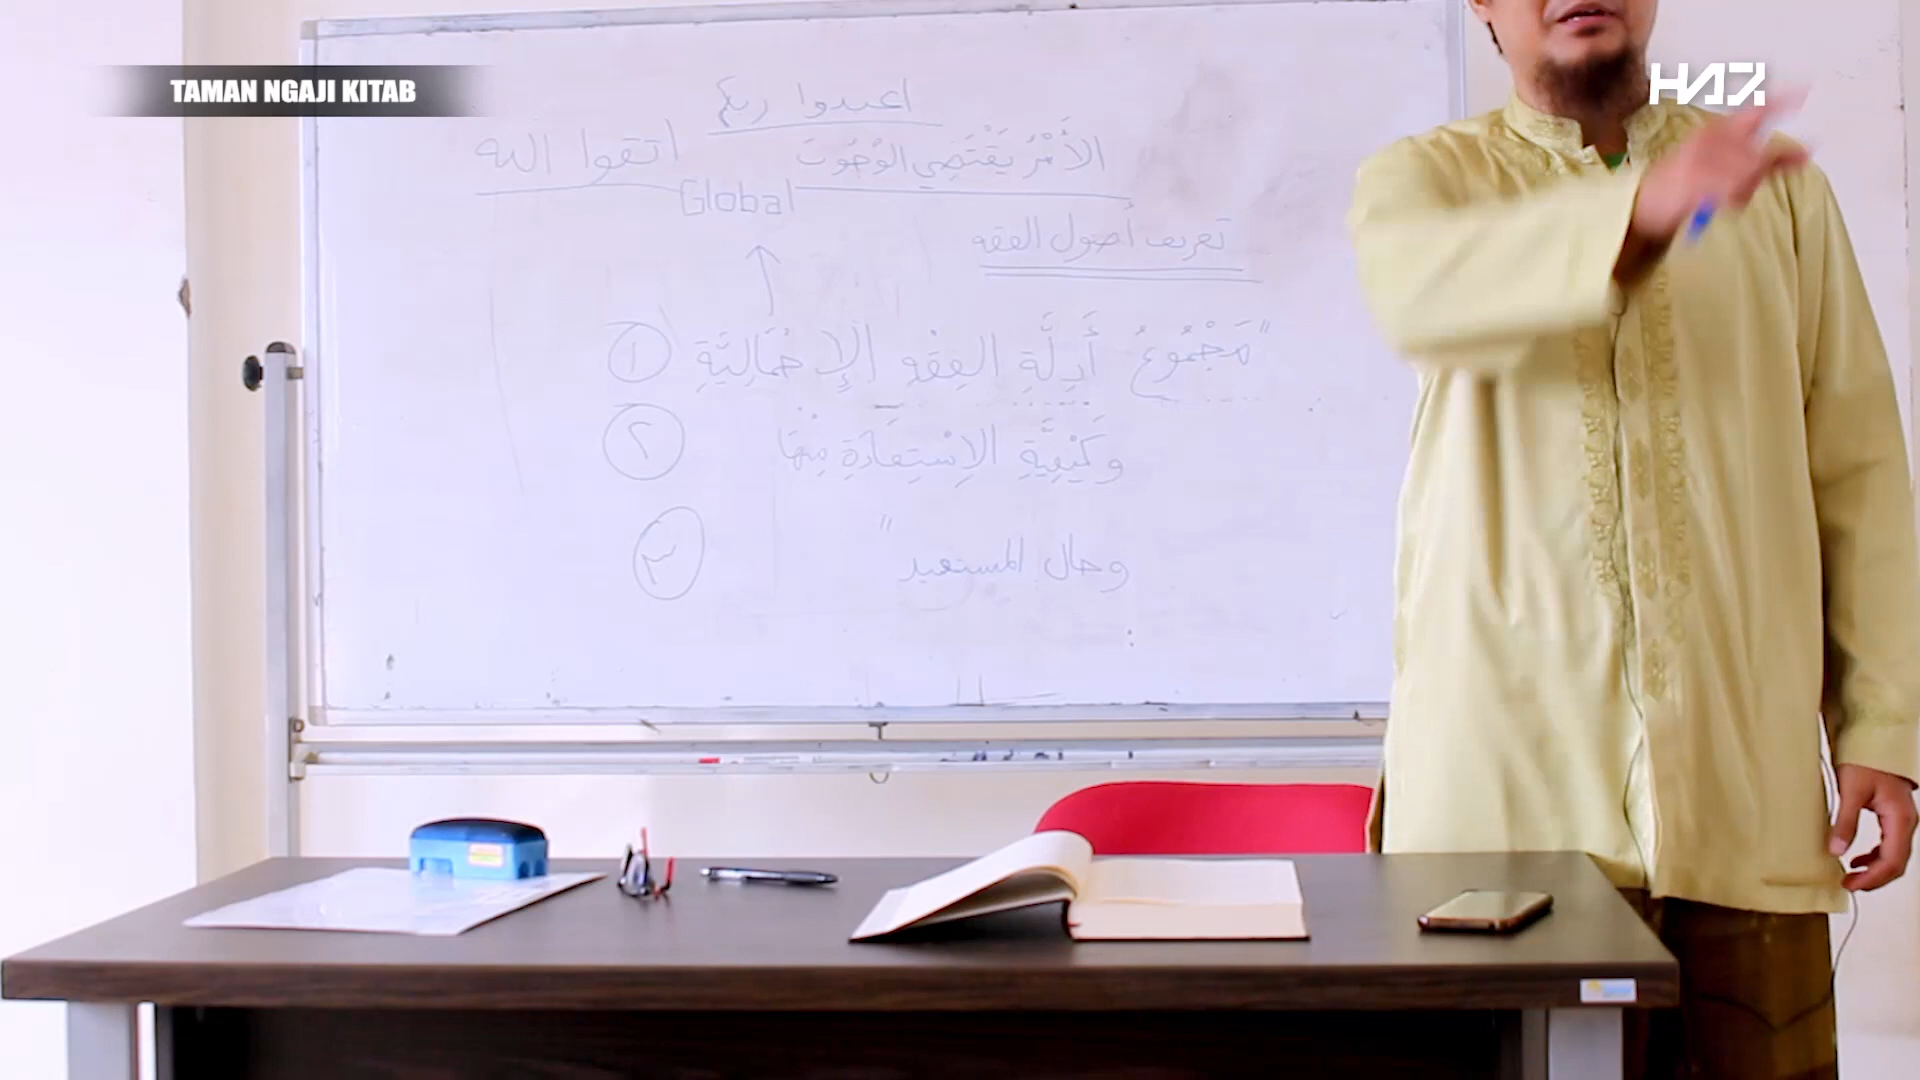 TAMAN NGAJI KITAB
HAZ
اعبدوا ربكم
الأَمْرُ يَقْتَضِي الوُجُوبَ
اتقوا الله
Global
تعريف أصول الفقه
"مَجْمُوعُ أَدِلَّةِ الفِقْهِ الإِجْمَالِيَّةِ ١
وَكَيْفِيَّةِ الاِسْتِفَادَةِ مِنْهَا ٢
وحال المستفيد" ٣